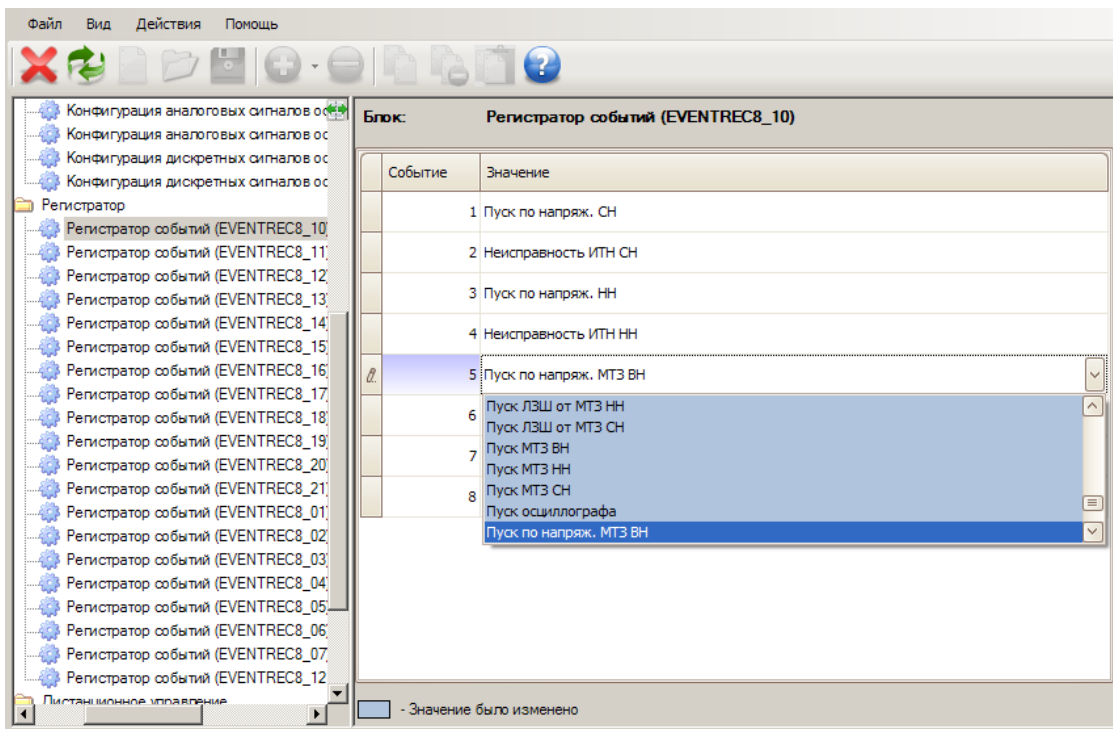 Файл Вид Действия Помощь
Конфигурация аналоговых сигналов ос
Конфигурация аналоговых сигналов ос
Конфигурация дискретных сигналов ос
Конфигурация дискретных сигналов ос
Регистратор
Регистратор событий (EVENTREC8_10)
Регистратор событий (EVENTREC8_11)
Регистратор событий (EVENTREC8_12)
Регистратор событий (EVENTREC8_13)
Регистратор событий (EVENTREC8_14)
Регистратор событий (EVENTREC8_15)
Регистратор событий (EVENTREC8_16)
Регистратор событий (EVENTREC8_17)
Регистратор событий (EVENTREC8_18)
Регистратор событий (EVENTREC8_19)
Регистратор событий (EVENTREC8_20)
Регистратор событий (EVENTREC8_21)
Регистратор событий (EVENTREC8_01)
Регистратор событий (EVENTREC8_02)
Регистратор событий (EVENTREC8_03)
Регистратор событий (EVENTREC8_04)
Регистратор событий (EVENTREC8_05)
Регистратор событий (EVENTREC8_06)
Регистратор событий (EVENTREC8_07)
Регистратор событий (EVENTREC8_12
Дистанционное управление
Блок: Регистратор событий (EVENTREC8_10)
Событие Значение
1 Пуск по напряж. СН
2 Неисправность ИТН СН
3 Пуск по напряж. НН
4 Неисправность ИТН НН
5 Пуск по напряж. МТЗ ВН
6
7
8
Пуск ЛЗШ от МТЗ НН
Пуск ЛЗШ от МТЗ СН
Пуск МТЗ ВН
Пуск МТЗ НН
Пуск МТЗ СН
Пуск осциллографа
Пуск по напряж. МТЗ ВН
- Значение было изменено